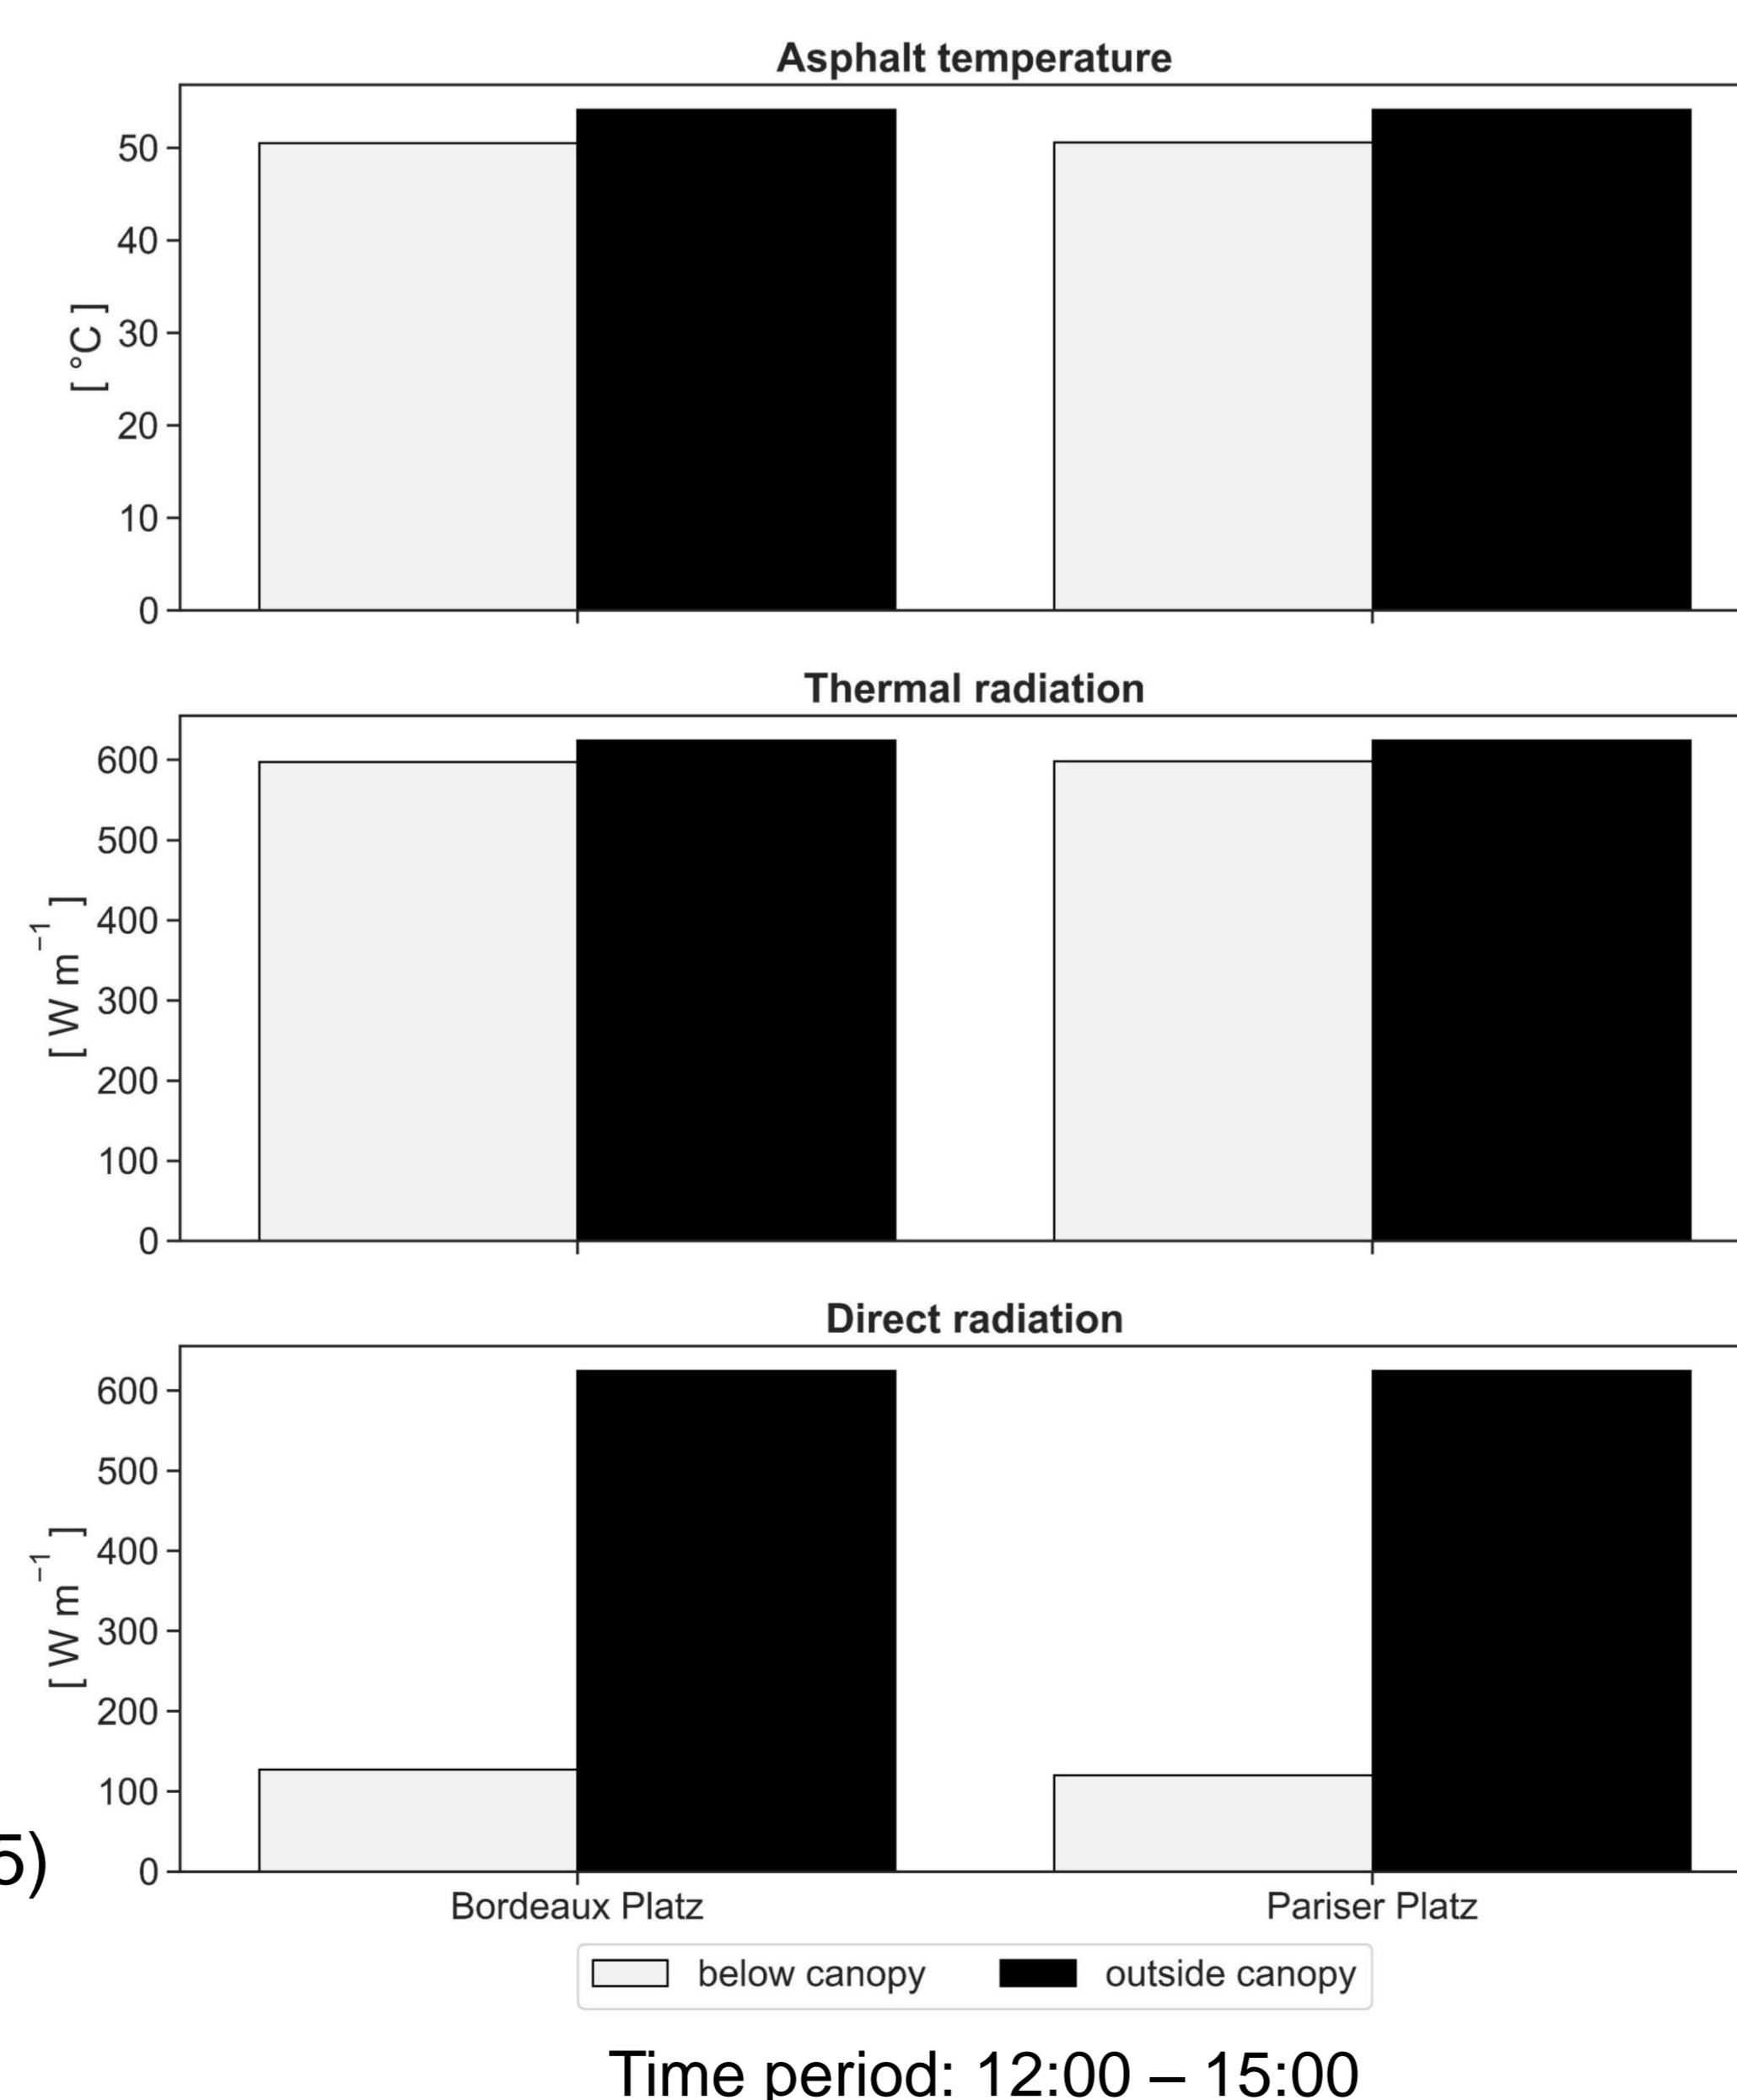 Asphalt temperature
50
40
30
20
10
0
[ °C ]
Thermal radiation
600
500
400
300
200
100
0
[ W m⁻¹ ]
Direct radiation
600
500
400
300
200
100
0
[ W m⁻¹ ]
5)
Bordeaux Platz Pariser Platz
below canopy outside canopy
Time period: 12:00 – 15:00